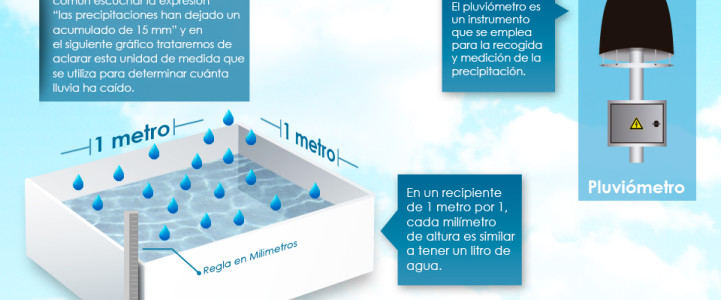 común escuchar la expresión
“las precipitaciones han dejado un
acumulado de 15 mm” y en
el siguiente gráfico trataremos de
aclarar esta unidad de medida que
se utiliza para determinar cuánta
lluvia ha caído.
El pluviómetro es
un instrumento
que se emplea
para la recogida
y medición de la
precipitación.
1 metro
1 metro
Pluviómetro
En un recipiente
de 1 metro por 1,
cada milímetro
de altura es similar
a tener un litro de
agua.
Regla en Milimetros